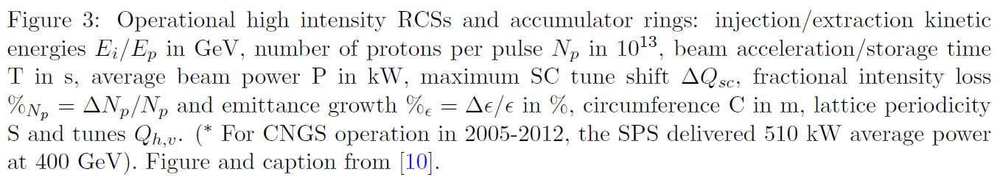 Figure 3: Operational high intensity RCSs and accumulator rings: injection/extraction kinetic
energies $E_i/E_p$ in GeV, number of protons per pulse $N_p$ in $10^{13}$, beam acceleration/storage time
T in s, average beam power P in kW, maximum SC tune shift $\Delta Q_{sc}$, fractional intensity loss
$\%_{N_p} = \Delta N_p/N_p$ and emittance growth $\%_\epsilon = \Delta\epsilon/\epsilon$ in %, circumference C in m, lattice periodicity
S and tunes $Q_{h,v}$. (* For CNGS operation in 2005-2012, the SPS delivered 510 kW average power
at 400 GeV). Figure and caption from [10].